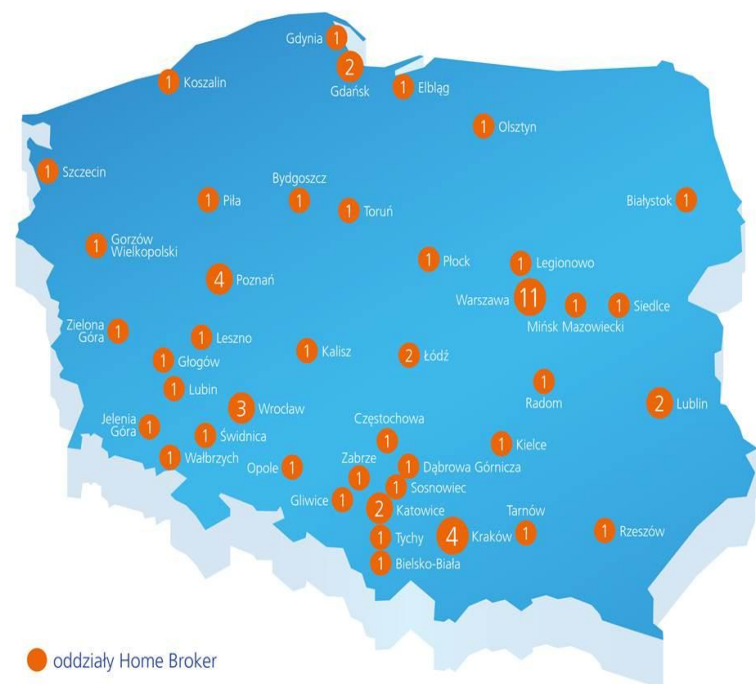 Gdynia 1
2
Gdańsk
1 Koszalin
1 Elbląg
1 Olsztyn
1 Szczecin
Bydgoszcz
1
1 Piła
1 Toruń
Białystok 1
1 Gorzów
Wielkopolski
4 Poznań
1 Płock
1 Legionowo
Warszawa 11
1
Mińsk Mazowiecki
1 Siedlce
Zielona
Góra 1
1 Leszno
1 Głogów
1 Kalisz
2 Łódź
1 Lubin
1
Radom
2 Lublin
3 Wrocław
Jelenia
Góra 1
1 Świdnica
1 Wałbrzych
Częstochowa
1
1 Kielce
Opole 1
Zabrze
1
1 Dąbrowa Górnicza
1 Sosnowiec
Gliwice 1
2 Katowice
1 Tychy
4 Kraków
Tarnów
1
1 Rzeszów
1 Bielsko-Biała
oddziały Home Broker